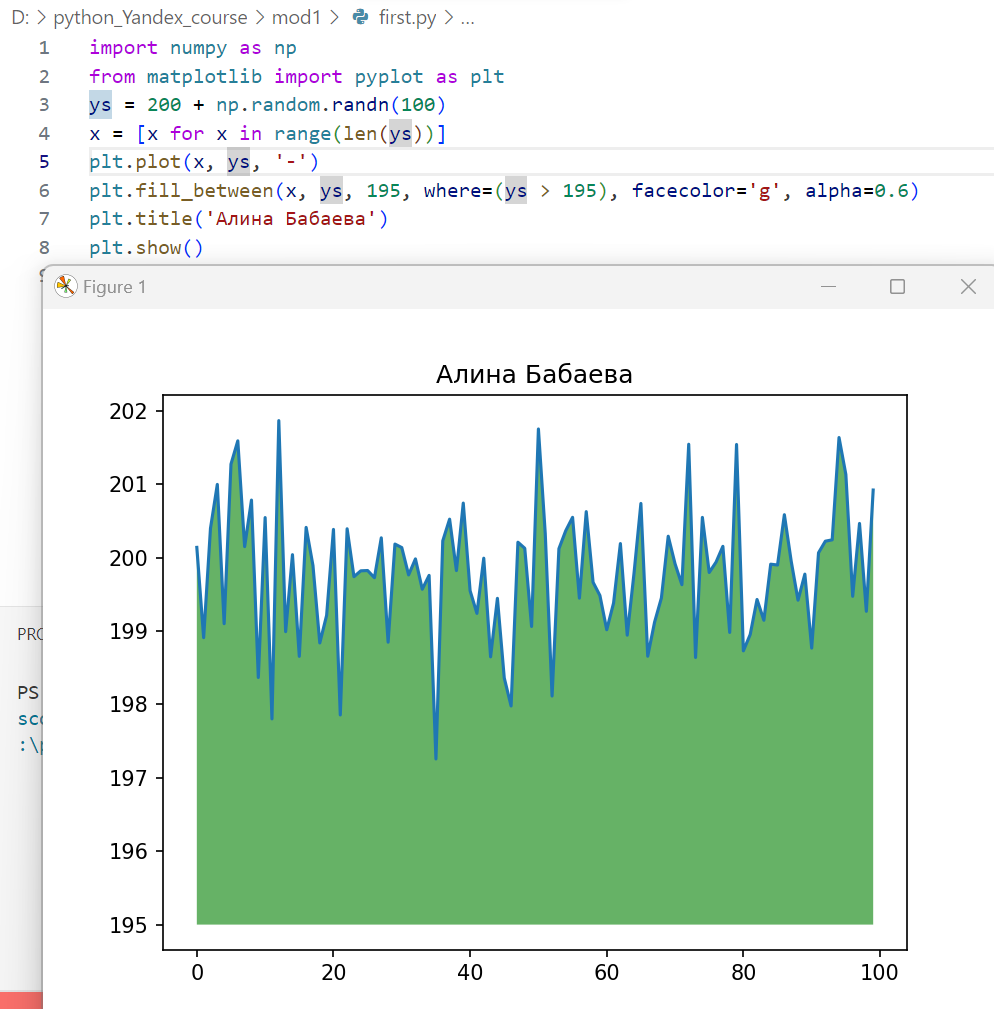 D: > python_Yandex_course > mod1 > first.py > ...
1 import numpy as np
2 from matplotlib import pyplot as plt
3 ys = 200 + np.random.randn(100)
4 x = [x for x in range(len(ys))]
5 plt.plot(x, ys, '-')
6 plt.fill_between(x, ys, 195, where=(ys > 195), facecolor='g', alpha=0.6)
7 plt.title('Алина Бабаева')
8 plt.show()
Figure 1
Алина Бабаева
202
201
200
199
198
197
196
195
0 20 40 60 80 100
PS